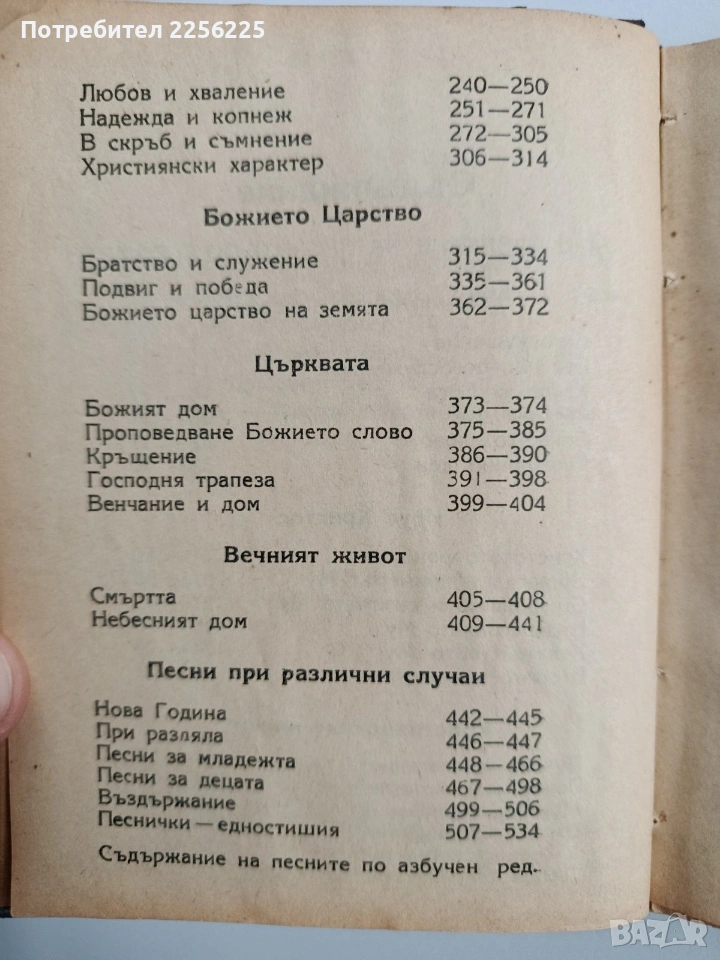 Потребител 2256225
Любов и хваление 240—250
Надежда и копнеж 251—271
В скръб и съмнение 272—305
Християнски характер 306—314
Божието Царство
Братство и служение 315—334
Подвиг и победа 335—361
Божието царство на земята 362—372
Църквата
Божият дом 373—374
Проповедване Божието слово 375—385
Кръщение 386—390
Господня трапеза 391—398
Венчание и дом 399—404
Вечният живот
Смъртта 405—408
Небесният дом 409—441
Песни при различни случаи
Нова Година 442—445
При раздяла 446—447
Песни за младежта 448—466
Песни за децата 467—498
Въздържание 499—506
Песнички—едностишия 507—534
Съдържание на песните по азбучен ред.
BAZAR